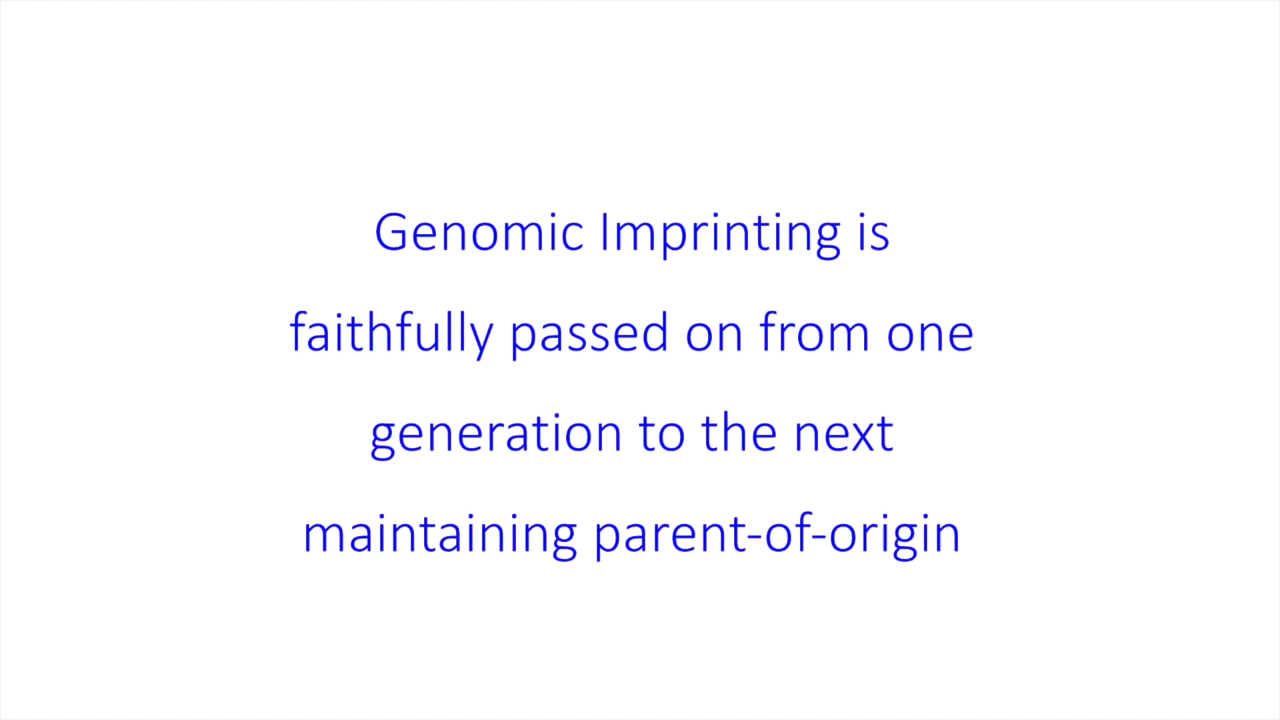 Genomic Imprinting is
faithfully passed on from one
generation to the next
maintaining parent-of-origin